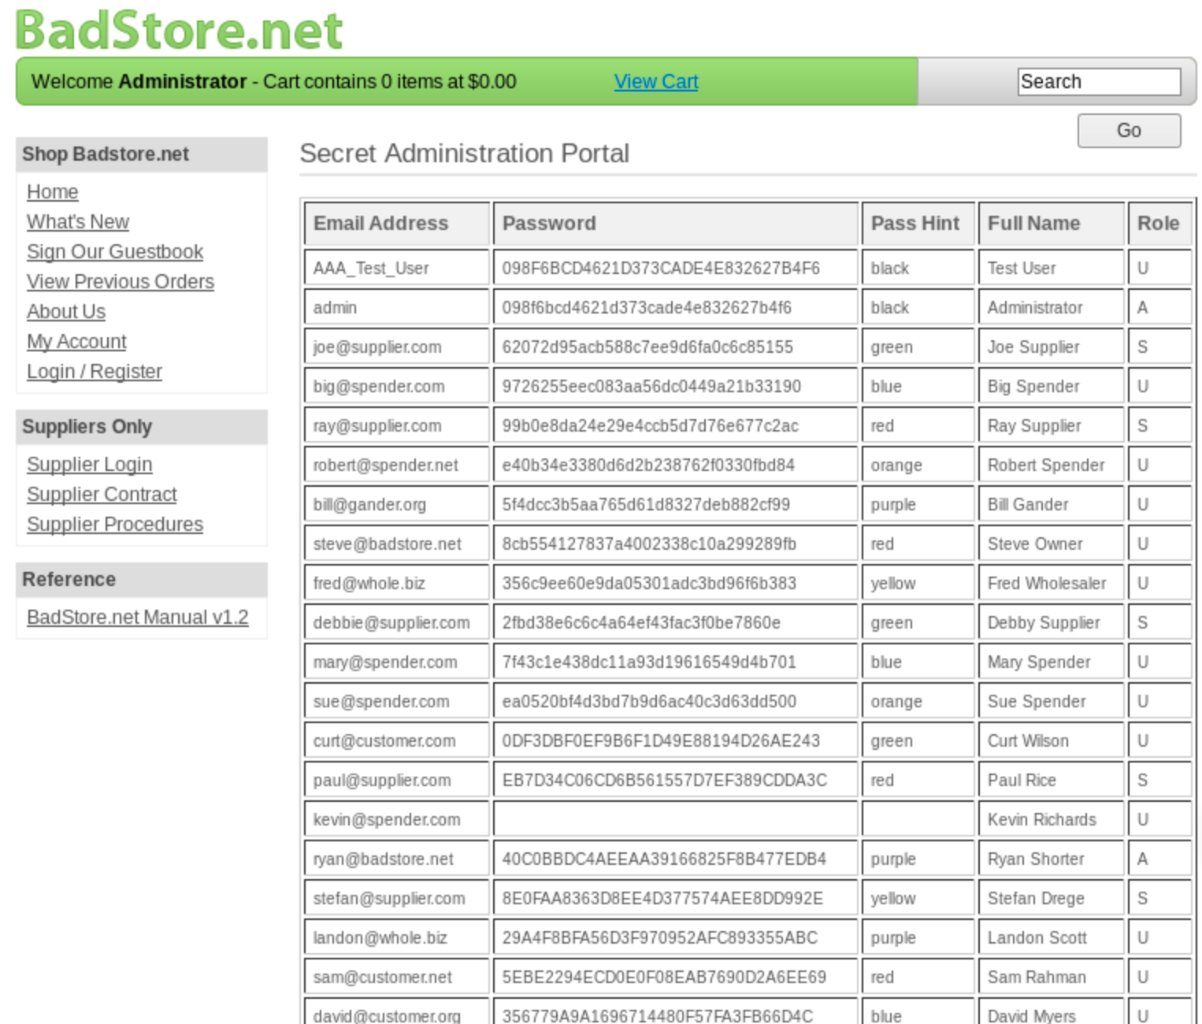 BadStore.net
Welcome Administrator - Cart contains 0 items at $0.00 View Cart Search
Go
Shop Badstore.net
Home
What's New
Sign Our Guestbook
View Previous Orders
About Us
My Account
Login / Register
Suppliers Only
Supplier Login
Supplier Contract
Supplier Procedures
Reference
BadStore.net Manual v1.2
Secret Administration Portal
Email Address Password Pass Hint Full Name Role
AAA_Test_User 098F6BCD4621D373CADE4E832627B4F6 black Test User U
admin 098f6bcd4621d373cade4e832627b4f6 black Administrator A
joe@supplier.com 62072d95acb588c7ee9d6fa0c6c85155 green Joe Supplier S
big@spender.com 9726255eec083aa56dc0449a21b33190 blue Big Spender U
ray@supplier.com 99b0e8da24e29e4ccb5d7d76e677c2ac red Ray Supplier S
robert@spender.net e40b34e3380d6d2b238762f0330fbd84 orange Robert Spender U
bill@gander.org 5f4dcc3b5aa765d61d8327deb882cf99 purple Bill Gander U
steve@badstore.net 8cb554127837a4002338c10a299289fb red Steve Owner U
fred@whole.biz 356c9ee60e9da05301adc3bd96f6b383 yellow Fred Wholesaler U
debbie@supplier.com 2fbd38e6c6c4a64ef43fac3f0be7860e green Debby Supplier S
mary@spender.com 7f43c1e438dc11a93d19616549d4b701 blue Mary Spender U
sue@spender.com ea0520bf4d3bd7b9d6ac40c3d63dd500 orange Sue Spender U
curt@customer.com 0DF3DBF0EF9B6F1D49E88194D26AE243 green Curt Wilson U
paul@supplier.com EB7D34C06CD6B561557D7EF389CDDA3C red Paul Rice S
kevin@spender.com Kevin Richards U
ryan@badstore.net 40C0BBDC4AEEAA39166825F8B477EDB4 purple Ryan Shorter A
stefan@supplier.com 8E0FAA8363D8EE4D377574AEE8DD992E yellow Stefan Drege S
landon@whole.biz 29A4F8BFA56D3F970952AFC893355ABC purple Landon Scott U
sam@customer.net 5EBE2294ECD0E0F08EAB7690D2A6EE69 red Sam Rahman U
david@customer.org 356779A9A1696714480F57FA3FB66D4C blue David Myers U